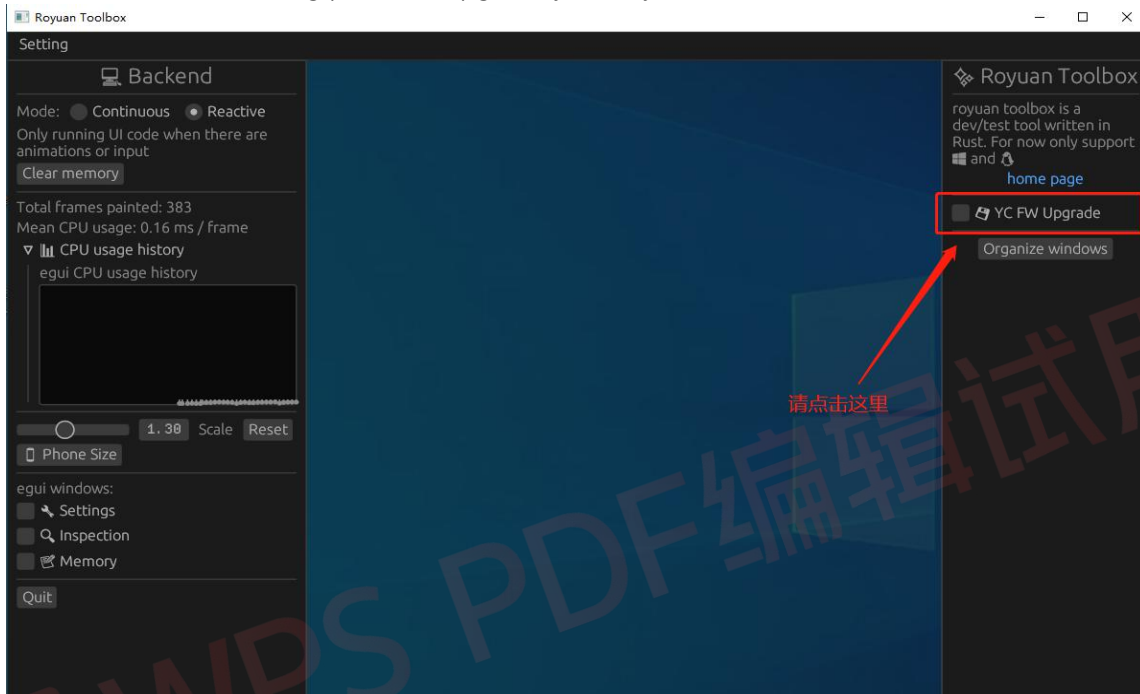 Royuan Toolbox
Setting
Backend
Mode: Continuous Reactive
Only running UI code when there are
animations or input
Clear memory
Total frames painted: 383
Mean CPU usage: 0.16 ms / frame
CPU usage history
egui CPU usage history
1.30 Scale Reset
Phone Size
egui windows:
Settings
Inspection
Memory
Quit
Royuan Toolbox
royuan toolbox is a
dev/test tool written in
Rust. For now only support
and
home page
YC FW Upgrade
Organize windows
请点击这里
WPS PDF编辑试用